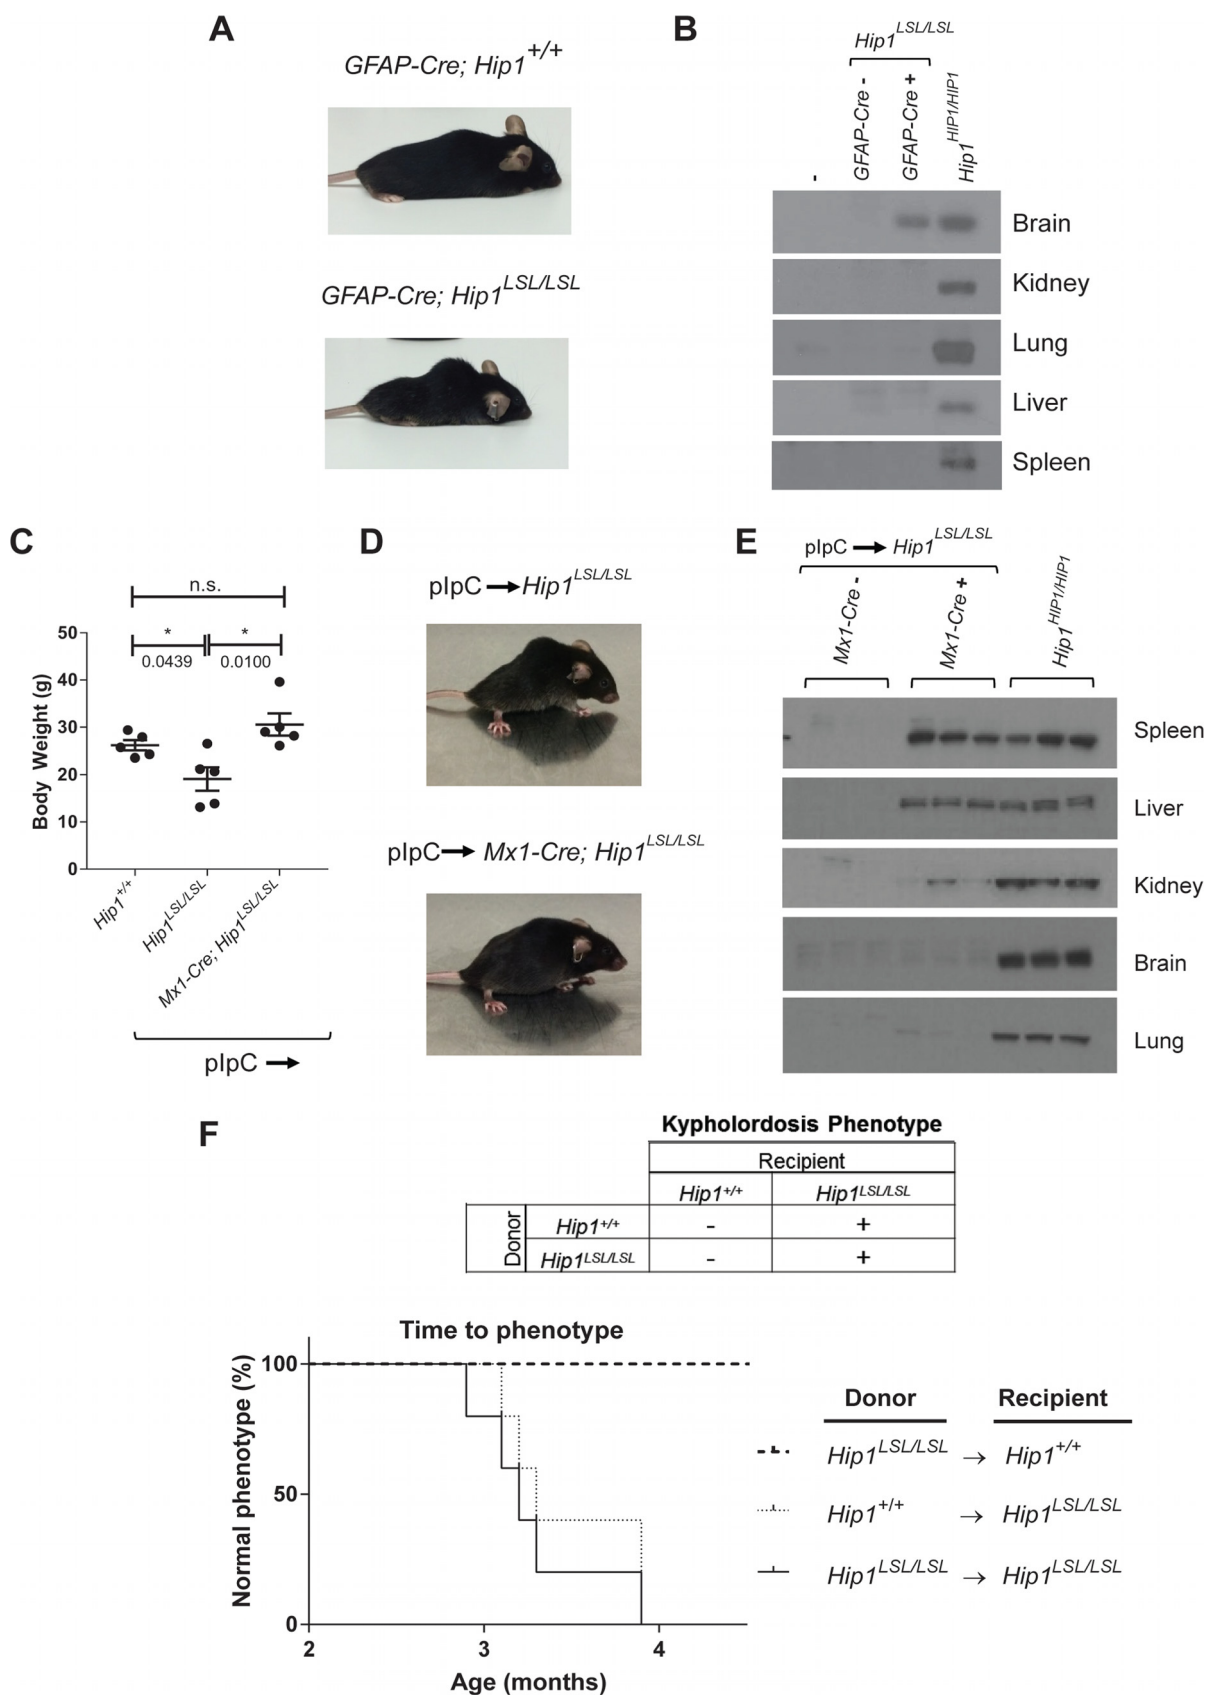 A
GFAP-Cre; Hip1+/+
GFAP-Cre; Hip1LSL/LSL
B
Hip1LSL/LSL
-
GFAP-Cre -
GFAP-Cre +
Hip1HIP1/HIP1
Brain
Kidney
Lung
Liver
Spleen
C
n.s.
* *
0.0439 0.0100
Body Weight (g)
50
40
30
20
10
0
Hip1+/+
Hip1LSL/LSL
Mx1-Cre; Hip1LSL/LSL
pIpC →
D
pIpC → Hip1LSL/LSL
pIpC → Mx1-Cre; Hip1LSL/LSL
E
pIpC → Hip1LSL/LSL
Mx1-Cre -
Mx1-Cre +
Hip1HIP1/HIP1
Spleen
Liver
Kidney
Brain
Lung
F
Kypholordosis Phenotype
Recipient
Hip1+/+ Hip1LSL/LSL
Donor
Hip1+/+ - +
Hip1LSL/LSL - +
Time to phenotype
Normal phenotype (%)
100
50
0
2 3 4
Age (months)
Donor Recipient
Hip1LSL/LSL → Hip1+/+
Hip1+/+ → Hip1LSL/LSL
Hip1LSL/LSL → Hip1LSL/LSL